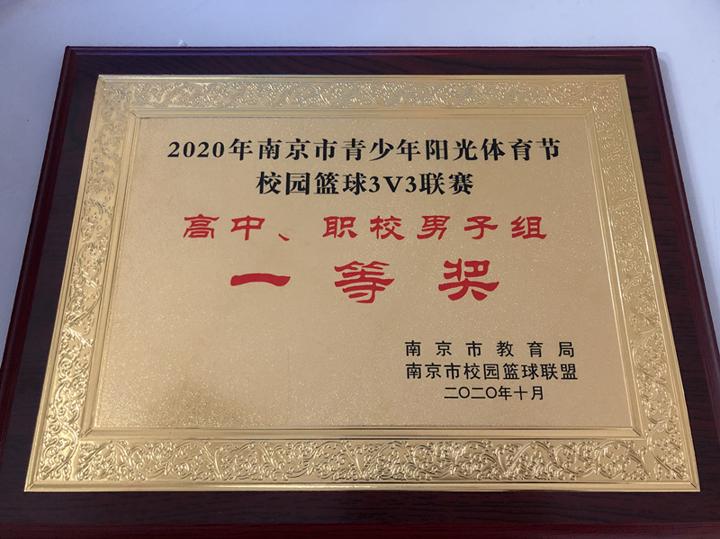 2020年南京市青少年阳光体育节
校园篮球3V3联赛
高中、职校男子组
一等奖
南京市教育局
南京市校园篮球联盟
二〇二〇年十月